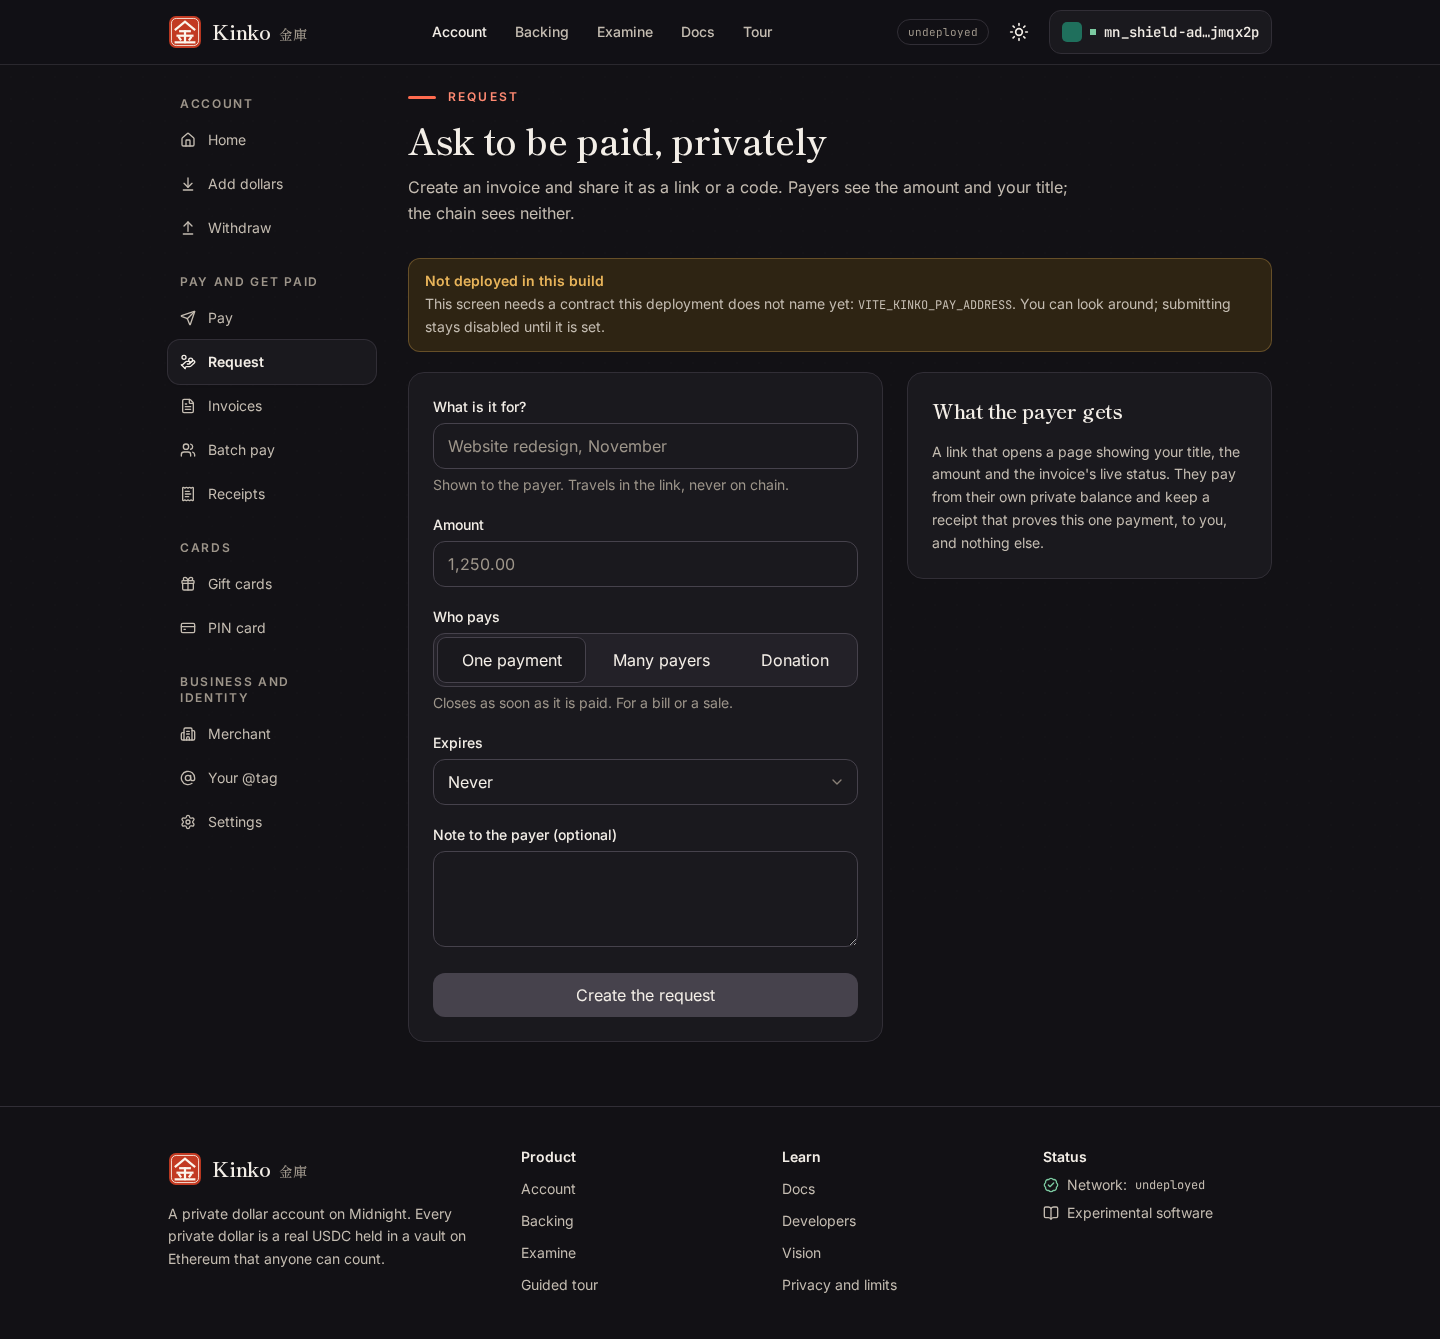 金 Kinko 金庫
Account
Backing
Examine
Docs
Tour
undeployed
mn_shield-ad…jmqx2p
ACCOUNT
Home
Add dollars
Withdraw
PAY AND GET PAID
Pay
Request
Invoices
Batch pay
Receipts
CARDS
Gift cards
PIN card
BUSINESS AND
IDENTITY
Merchant
Your @tag
Settings
REQUEST
Ask to be paid, privately
Create an invoice and share it as a link or a code. Payers see the amount and your title;
the chain sees neither.
Not deployed in this build
This screen needs a contract this deployment does not name yet: VITE_KINKO_PAY_ADDRESS. You can look around; submitting
stays disabled until it is set.
What is it for?
Website redesign, November
Shown to the payer. Travels in the link, never on chain.
Amount
1,250.00
Who pays
One payment
Many payers
Donation
Closes as soon as it is paid. For a bill or a sale.
Expires
Never
Note to the payer (optional)
Create the request
What the payer gets
A link that opens a page showing your title, the
amount and the invoice's live status. They pay
from their own private balance and keep a
receipt that proves this one payment, to you,
and nothing else.
金 Kinko 金庫
A private dollar account on Midnight. Every
private dollar is a real USDC held in a vault on
Ethereum that anyone can count.
Product
Account
Backing
Examine
Guided tour
Learn
Docs
Developers
Vision
Privacy and limits
Status
Network: undeployed
Experimental software